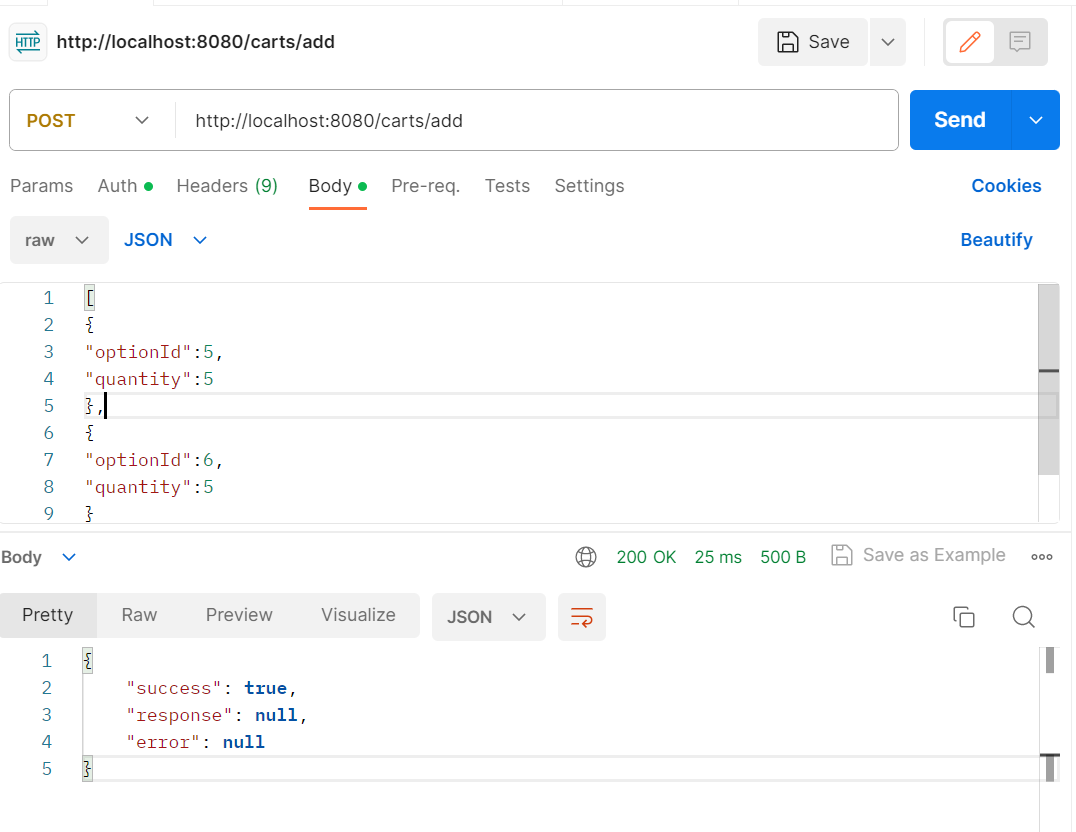 HTTP http://localhost:8080/carts/add Save
POST http://localhost:8080/carts/add Send
Params Auth Headers (9) Body Pre-req. Tests Settings Cookies
raw JSON Beautify
1 [
2 {
3 "optionId":5,
4 "quantity":5
5 },
6 {
7 "optionId":6,
8 "quantity":5
9 }
Body 200 OK 25 ms 500 B Save as Example
Pretty Raw Preview Visualize JSON
1 {
2 "success": true,
3 "response": null,
4 "error": null
5 }